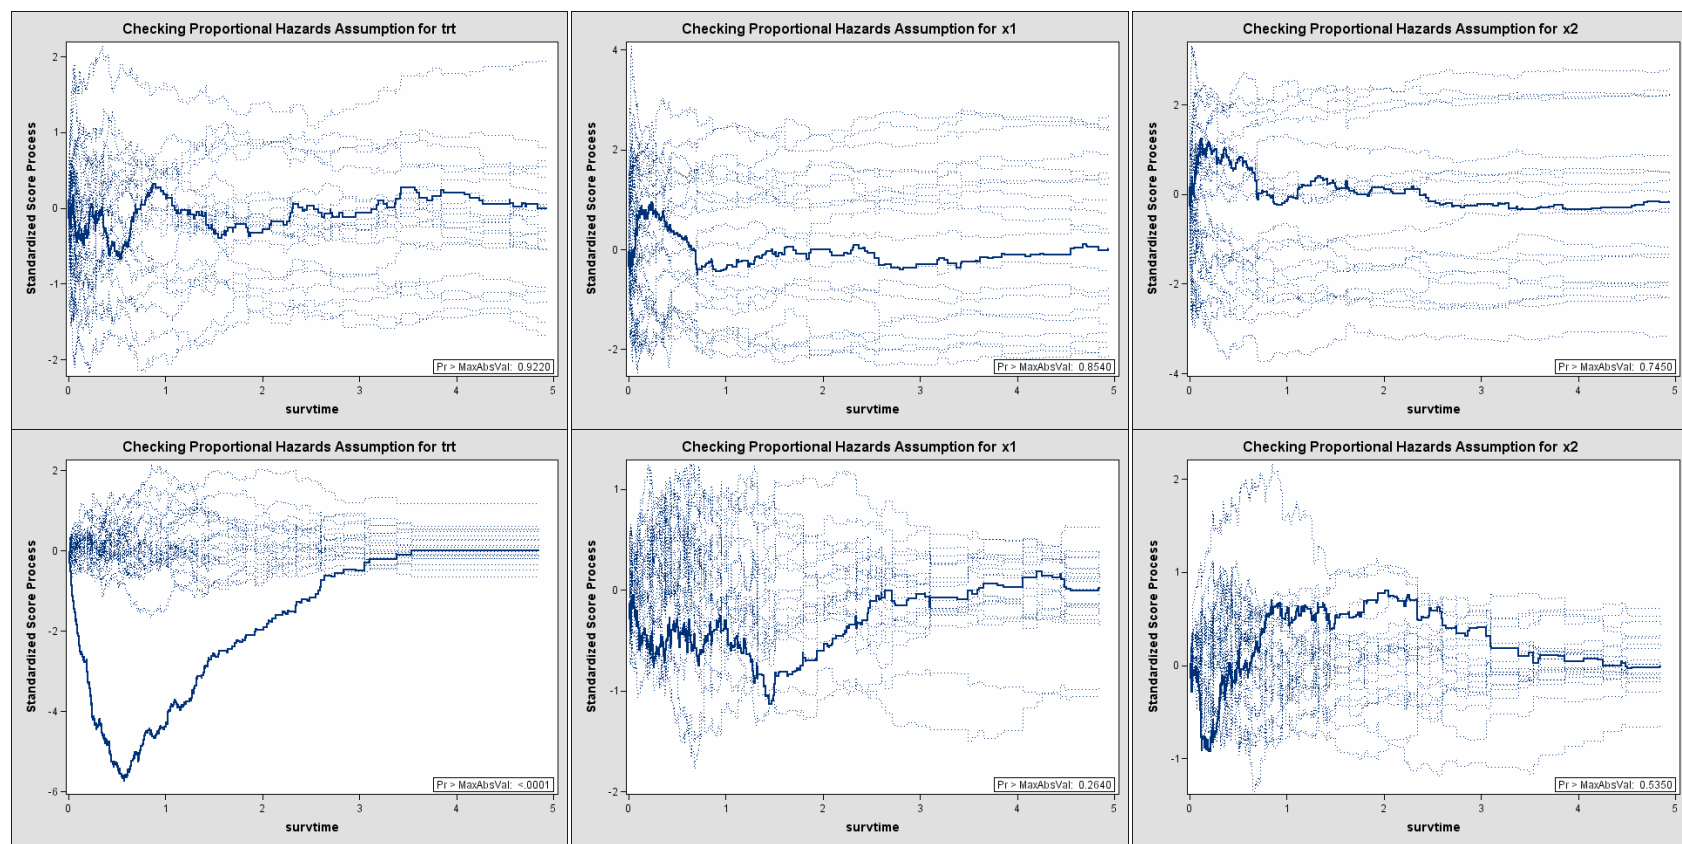 Checking Proportional Hazards Assumption for trt
Standardized Score Process
2
1
0
-1
-2
Pr > MaxAbsVal: 0.9220
0 1 2 3 4 5
survtime
Checking Proportional Hazards Assumption for x1
Standardized Score Process
4
2
0
-2
Pr > MaxAbsVal: 0.8540
0 1 2 3 4 5
survtime
Checking Proportional Hazards Assumption for x2
Standardized Score Process
2
0
-2
-4
Pr > MaxAbsVal: 0.7450
0 1 2 3 4 5
survtime
Checking Proportional Hazards Assumption for trt
Standardized Score Process
2
0
-2
-4
-6
Pr > MaxAbsVal: <.0001
0 1 2 3 4 5
survtime
Checking Proportional Hazards Assumption for x1
Standardized Score Process
1
0
-1
-2
Pr > MaxAbsVal: 0.2640
0 1 2 3 4 5
survtime
Checking Proportional Hazards Assumption for x2
Standardized Score Process
2
1
0
-1
Pr > MaxAbsVal: 0.5350
0 1 2 3 4 5
survtime